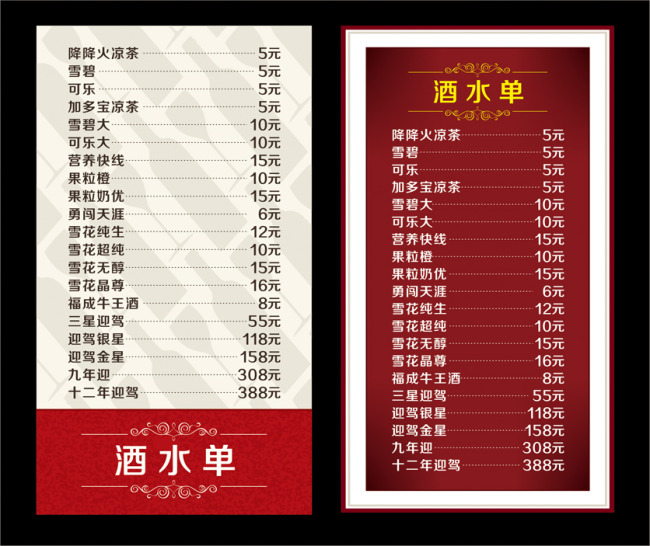 降降火凉茶 5元
雪碧 5元
可乐 5元
加多宝凉茶 5元
雪碧大 10元
可乐大 10元
营养快线 15元
果粒橙 10元
果粒奶优 15元
勇闯天涯 6元
雪花纯生 12元
雪花超纯 10元
雪花无醇 15元
雪花晶尊 16元
福成牛王酒 8元
三星迎驾 55元
迎驾银星 118元
迎驾金星 158元
九年迎 308元
十二年迎驾 388元
酒水单
酒水单
降降火凉茶 5元
雪碧 5元
可乐 5元
加多宝凉茶 5元
雪碧大 10元
可乐大 10元
营养快线 15元
果粒橙 10元
果粒奶优 15元
勇闯天涯 6元
雪花纯生 12元
雪花超纯 10元
雪花无醇 15元
雪花晶尊 16元
福成牛王酒 8元
三星迎驾 55元
迎驾银星 118元
迎驾金星 158元
九年迎 308元
十二年迎驾 388元